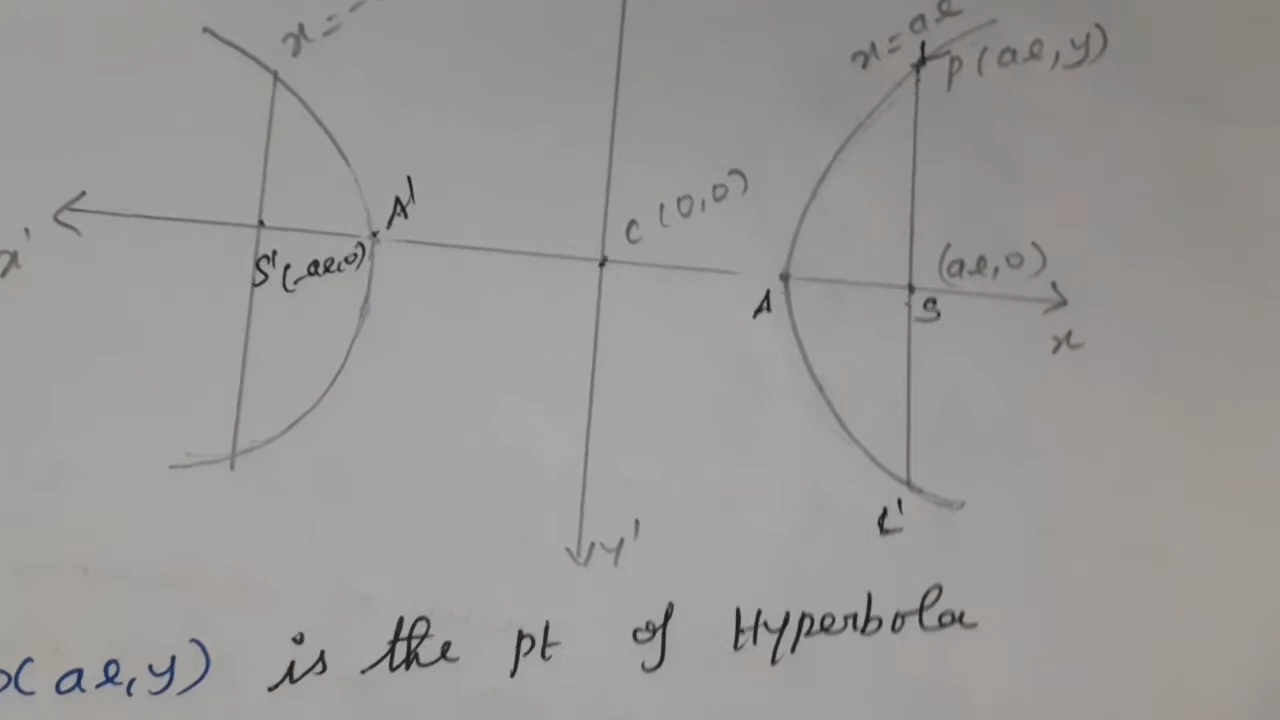 x=-
x=ae
P(ae,y)
A'
C(0,0)
x'
S'(-ae,0)
(ae,0)
A
S
x
L'
Y'
P(ae,y) is the pt of Hyperbola